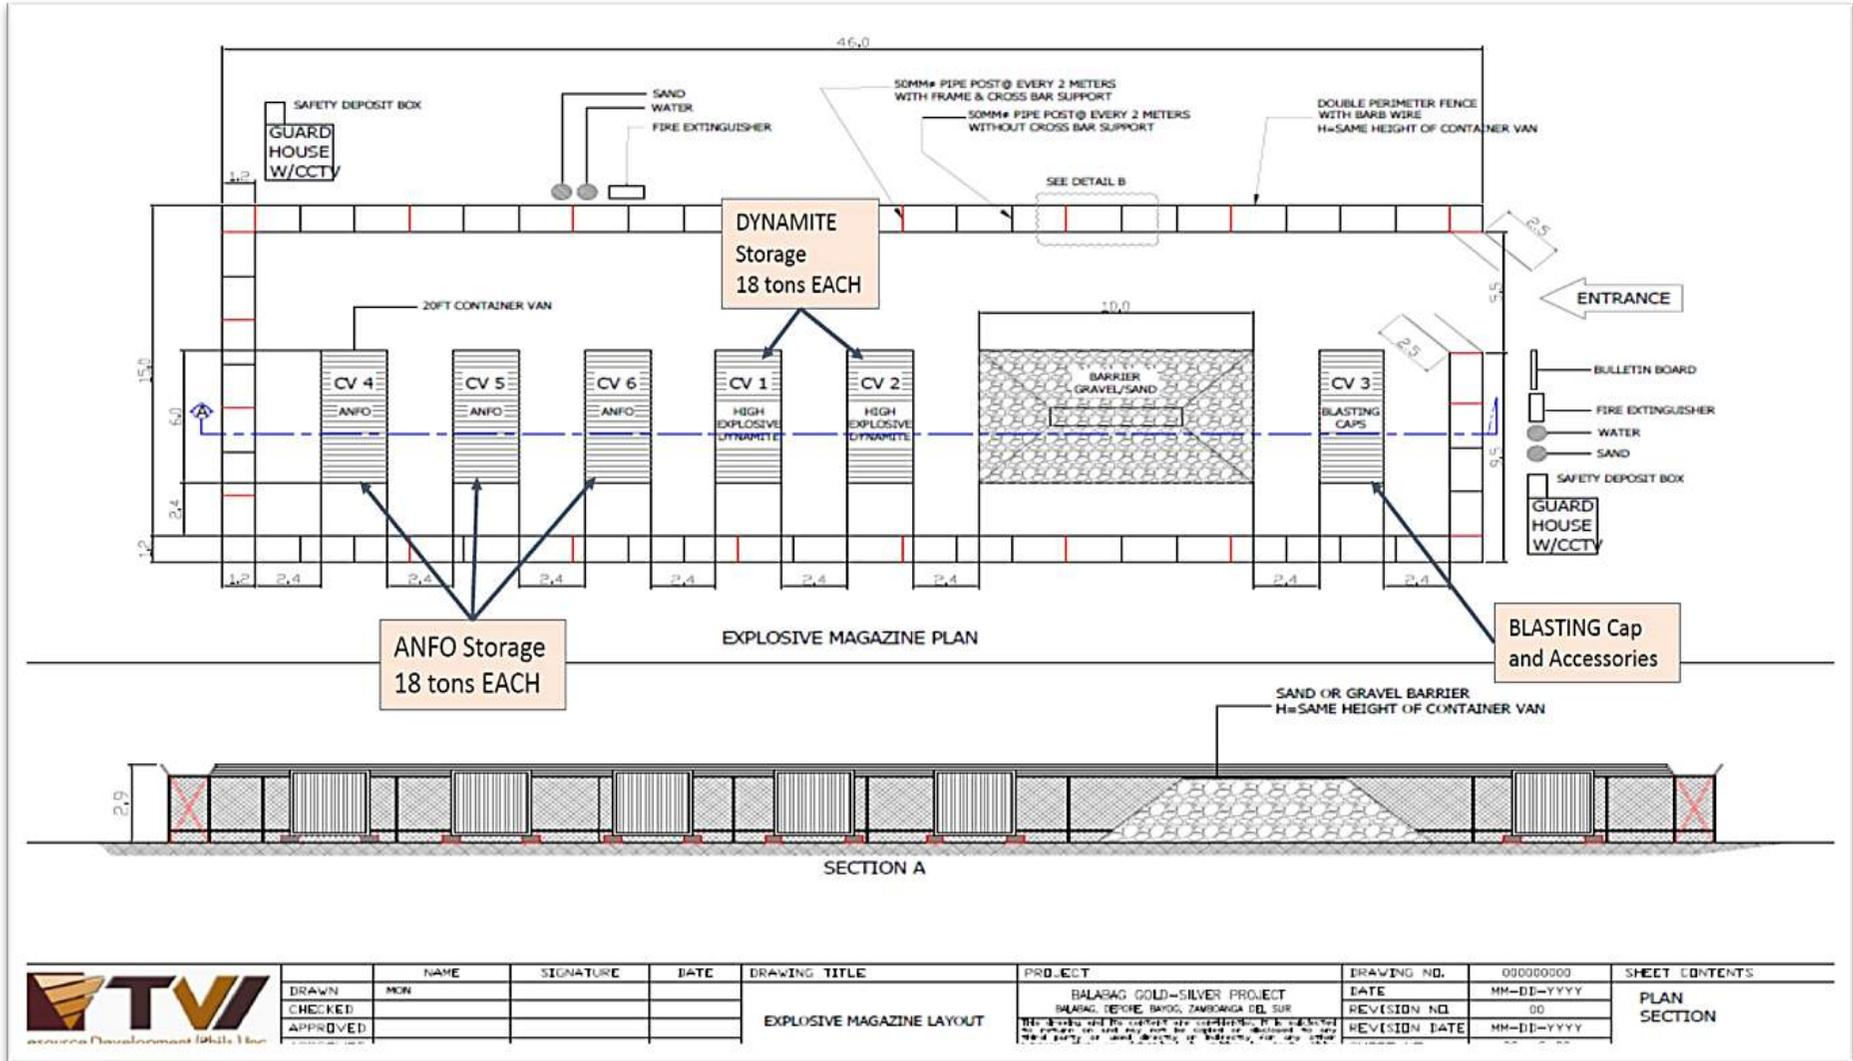 46.0
SAFETY DEPOSIT BOX
GUARD
HOUSE
W/CCTV
SAND
WATER
FIRE EXTINGUISHER
50MMø PIPE POST@ EVERY 2 METERS
WITH FRAME & CROSS BAR SUPPORT
50MMø PIPE POST@ EVERY 2 METERS
WITHOUT CROSS BAR SUPPORT
DOUBLE PERIMETER FENCE
WITH BARB WIRE
H=SAME HEIGHT OF CONTAINER VAN
SEE DETAIL B
1.2
DYNAMITE
Storage
18 tons EACH
2.5
5.5
ENTRANCE
20FT CONTAINER VAN
10.0
2.5
15.0
6.0
2.4
1.2
A
CV 4
ANFO
CV 5
ANFO
CV 6
ANFO
CV 1
HIGH
EXPLOSIVE
DYNAMITE
CV 2
HIGH
EXPLOSIVE
DYNAMITE
BARRIER
GRAVEL/SAND
CV 3
BLASTING
CAPS
9.5
BULLETIN BOARD
FIRE EXTINGUISHER
WATER
SAND
SAFETY DEPOSIT BOX
GUARD
HOUSE
W/CCTV
1.2 2.4 2.4 2.4 2.4 2.4 2.4 2.4 2.4
ANFO Storage
18 tons EACH
EXPLOSIVE MAGAZINE PLAN
BLASTING Cap
and Accessories
SAND OR GRAVEL BARRIER
H=SAME HEIGHT OF CONTAINER VAN
2.9
SECTION A
TVI
NAME SIGNATURE DATE
DRAWN MON
CHECKED
APPROVED
DRAWING TITLE
EXPLOSIVE MAGAZINE LAYOUT
PROJECT
BALABAG GOLD-SILVER PROJECT
BALABAG, DEPORE, BAYOG, ZAMBOANGA DEL SUR
DRAWING NO. 000000000
DATE MM-DD-YYYY
REVISION NO. 00
REVISION DATE MM-DD-YYYY
SHEET CONTENTS
PLAN
SECTION